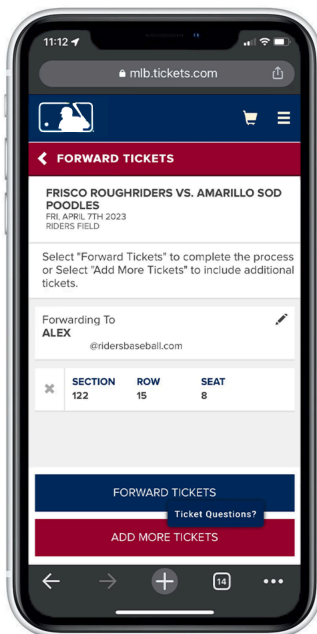 11:12
mlb.tickets.com
FORWARD TICKETS
FRISCO ROUGHRIDERS VS. AMARILLO SOD
POODLES
FRI, APRIL 7TH 2023
RIDERS FIELD
Select "Forward Tickets" to complete the process
or Select "Add More Tickets" to include additional
tickets.
Forwarding To
ALEX
@ridersbaseball.com
SECTION ROW SEAT
122 15 8
FORWARD TICKETS
Ticket Questions?
ADD MORE TICKETS
14